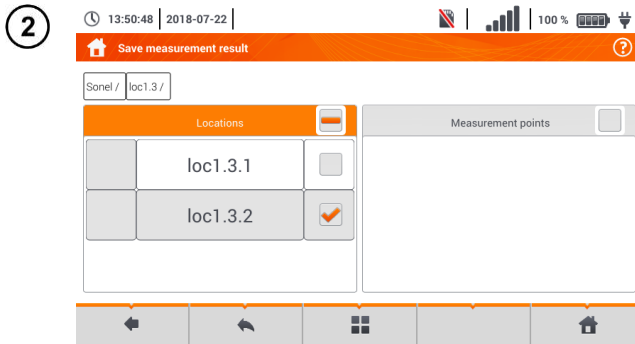 2
13:50:48 2018-07-22 100 %
Save measurement result ?
Sonel / loc1.3 /
Locations Measurement points
loc1.3.1
loc1.3.2